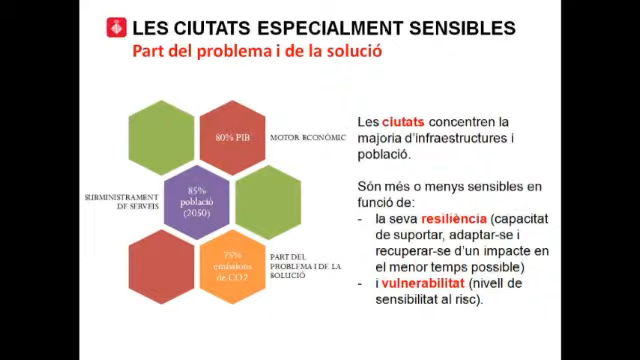 LES CIUTATS ESPECIALMENT SENSIBLES
Part del problema i de la solució
80% PIB
MOTOR ECONÒMIC
SUBMINISTRAMENT
DE SERVEIS
85%
població
(2050)
75%
emissions
de CO2
PART DEL
PROBLEMA I DE LA
SOLUCIÓ
Les ciutats concentren la
majoria d'infraestructures i
població.
Són més o menys sensibles en
funció de:
- la seva resiliència (capacitat
de suportar, adaptar-se i
recuperar-se d'un impacte en
el menor temps possible)
- i vulnerabilitat (nivell de
sensibilitat al risc).